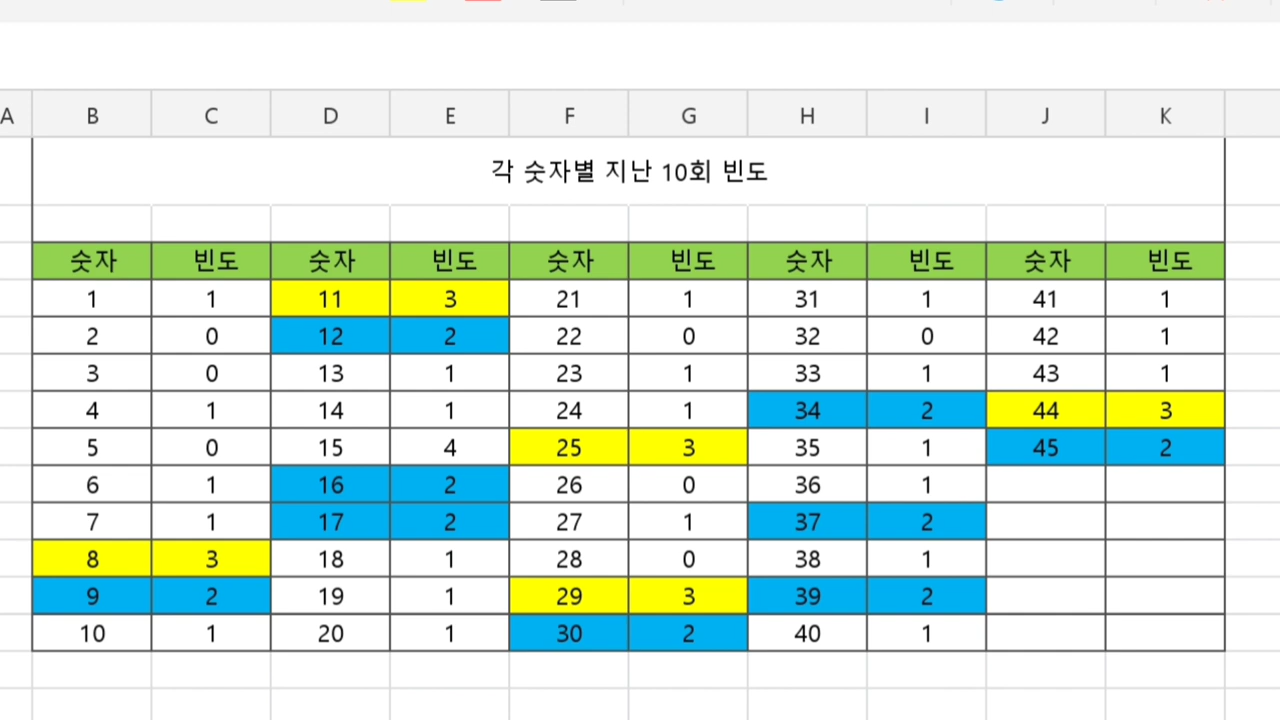 A B C D E F G H I J K
각 숫자별 지난 10회 빈도
숫자 빈도 숫자 빈도 숫자 빈도 숫자 빈도 숫자 빈도
1 1 11 3 21 1 31 1 41 1
2 0 12 2 22 0 32 0 42 1
3 0 13 1 23 1 33 1 43 1
4 1 14 1 24 1 34 2 44 3
5 0 15 4 25 3 35 1 45 2
6 1 16 2 26 0 36 1
7 1 17 2 27 1 37 2
8 3 18 1 28 0 38 1
9 2 19 1 29 3 39 2
10 1 20 1 30 2 40 1